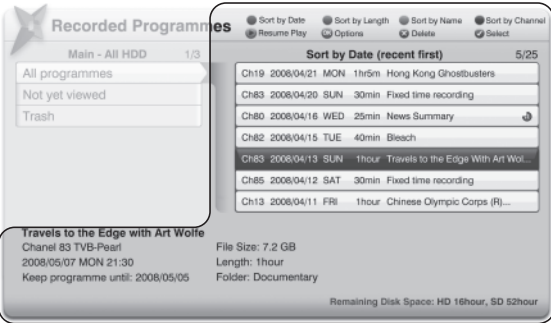 Recorded Programmes
Sort by Date Sort by Length Sort by Name Sort by Channel
Resume Play Options Delete Select
Main - All HDD 1/3
All programmes
Not yet viewed
Trash
Sort by Date (recent first) 5/25
Ch19 2008/04/21 MON 1hr5m Hong Kong Ghostbusters
Ch83 2008/04/20 SUN 30min Fixed time recording
Ch80 2008/04/16 WED 25min News Summary
Ch82 2008/04/15 TUE 40min Bleach
Ch83 2008/04/13 SUN 1hour Travels to the Edge With Art Wol...
Ch85 2008/04/12 SAT 30min Fixed time recording
Ch13 2008/04/11 FRI 1hour Chinese Olympic Corps (R)...
Travels to the Edge with Art Wolfe
Chanel 83 TVB-Pearl
2008/05/07 MON 21:30
Keep programme until: 2008/05/05
File Size: 7.2 GB
Length: 1hour
Folder: Documentary
Remaining Disk Space: HD 16hour, SD 52hour